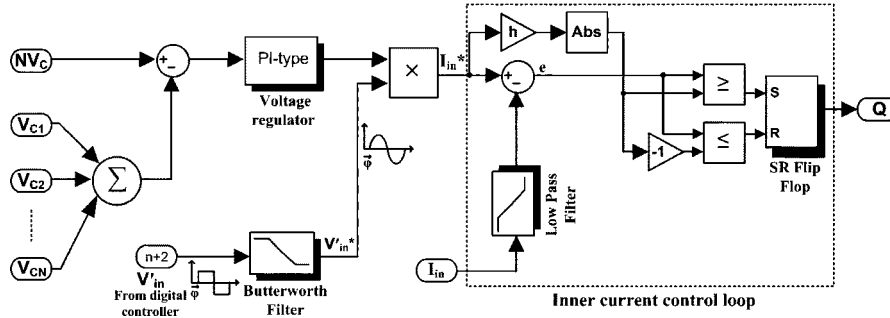 NV_C
+
−
PI-type
Voltage
regulator
×
I_in*
h
Abs
+
−
e
≥
≤
S
R
-1
SR Flip
Flop
Q
V_C1
V_C2
V_CN
Σ
φ
n+2
V'_in
From digital
controller
φ
Butterworth
Filter
V'_in*
Low Pass
Filter
I_in
Inner current control loop